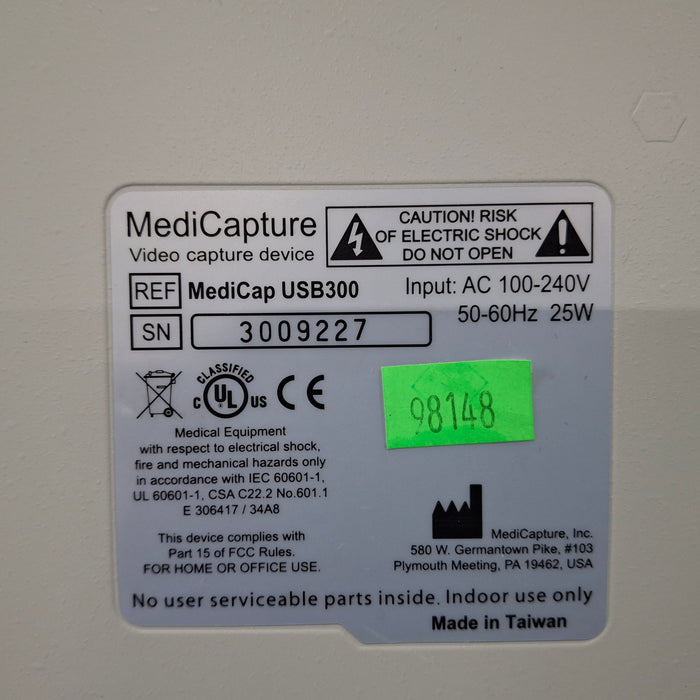 MediCapture
Video capture device
CAUTION! RISK
OF ELECTRIC SHOCK
DO NOT OPEN
REF MediCap USB300
Input: AC 100-240V
50-60Hz 25W
SN 3009227
CLASSIFIED
C UL US CE
98148
Medical Equipment
with respect to electrical shock,
fire and mechanical hazards only
in accordance with IEC 60601-1,
UL 60601-1, CSA C22.2 No.601.1
E 306417 / 34A8
This device complies with
Part 15 of FCC Rules.
FOR HOME OR OFFICE USE.
MediCapture, Inc.
580 W. Germantown Pike, #103
Plymouth Meeting, PA 19462, USA
No user serviceable parts inside. Indoor use only
Made in Taiwan